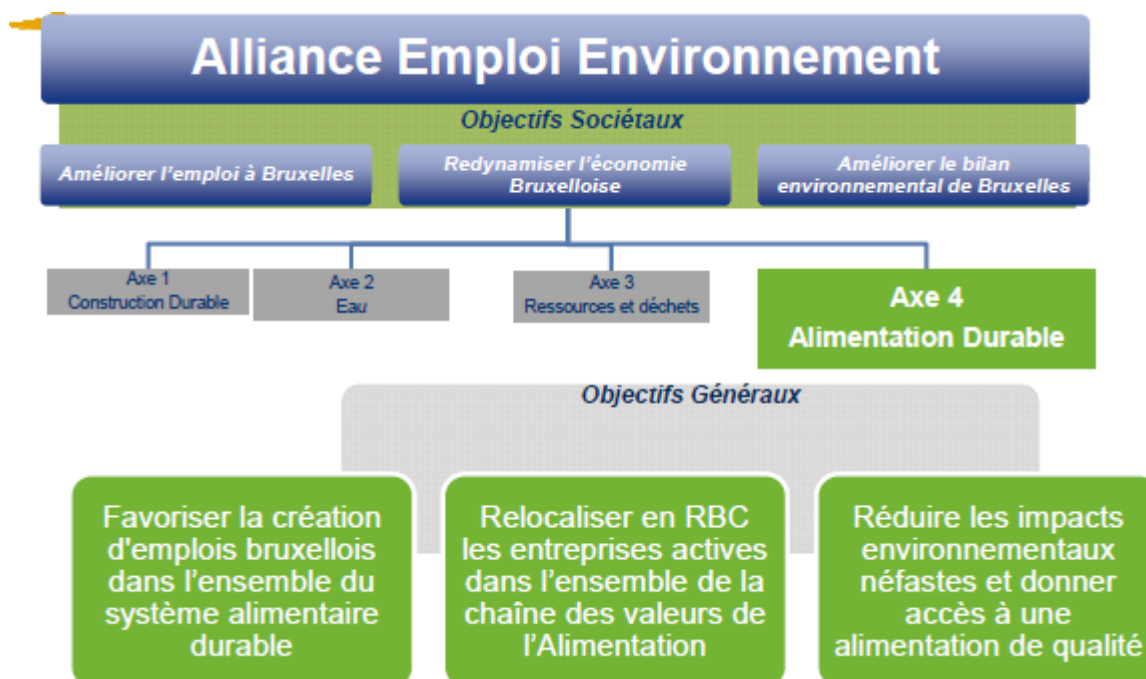 Alliance Emploi Environnement
Objectifs Sociétaux
Améliorer l'emploi à Bruxelles
Redynamiser l'économie
Bruxelloise
Améliorer le bilan
environnemental de Bruxelles
Axe 1
Construction Durable
Axe 2
Eau
Axe 3
Ressources et déchets
Axe 4
Alimentation Durable
Objectifs Généraux
Favoriser la création
d'emplois bruxellois
dans l'ensemble du
système alimentaire
durable
Relocaliser en RBC
les entreprises actives
dans l'ensemble de la
chaîne des valeurs de
l'Alimentation
Réduire les impacts
environnementaux
néfastes et donner
accès à une
alimentation de qualité